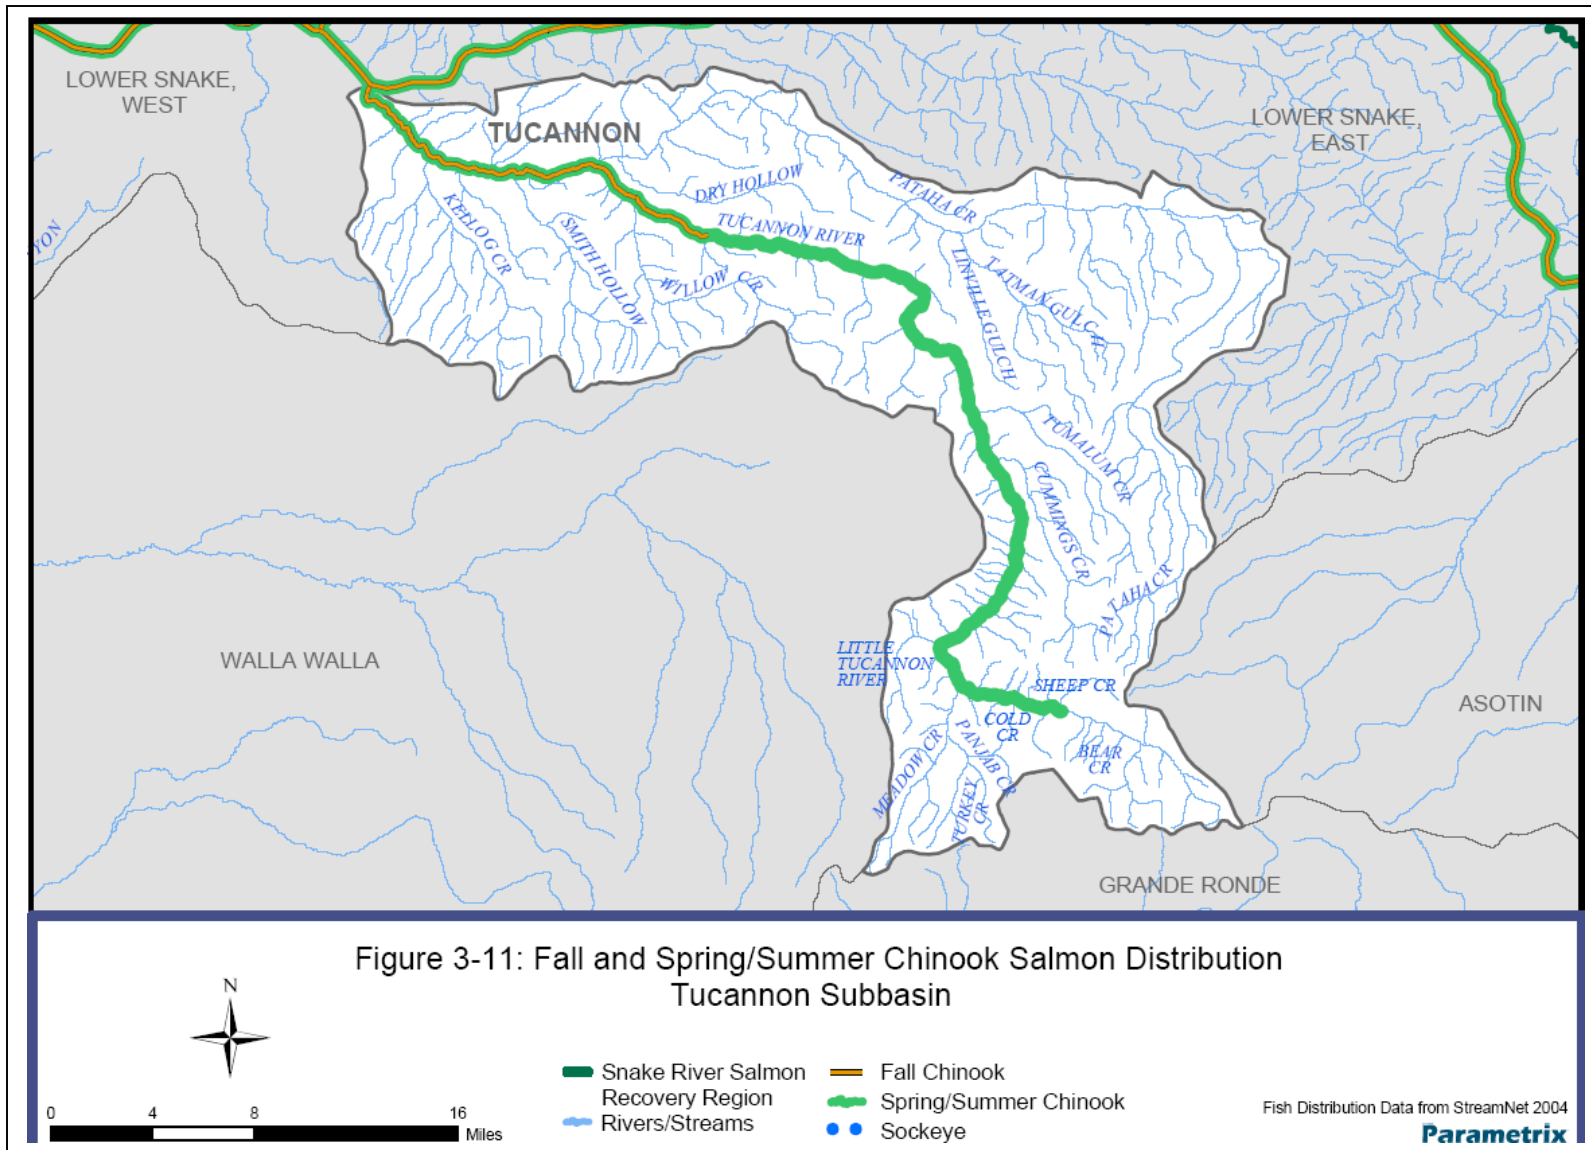 LOWER SNAKE,
WEST
TUCANNON
LOWER SNAKE,
EAST
DRY HOLLOW
PATAHA CR
KELLOG CR
SMITH HOLLOW
TUCANNON RIVER
WILLOW CR
LINVILLE GULCH
TATMAN GULCH
YON
TUMALUM CR
CUMMINGS CR
PATAHA CR
LITTLE
TUCANNON
RIVER
WALLA WALLA
SHEEP CR
COLD
CR
ASOTIN
MEADOW CR
PANJAB CR
BEAR
CR
TURKEY
CR
GRANDE RONDE
Figure 3-11: Fall and Spring/Summer Chinook Salmon Distribution
Tucannon Subbasin
N
0 4 8 16
Miles
Snake River Salmon
Recovery Region
Rivers/Streams
Fall Chinook
Spring/Summer Chinook
Sockeye
Fish Distribution Data from StreamNet 2004
Parametrix